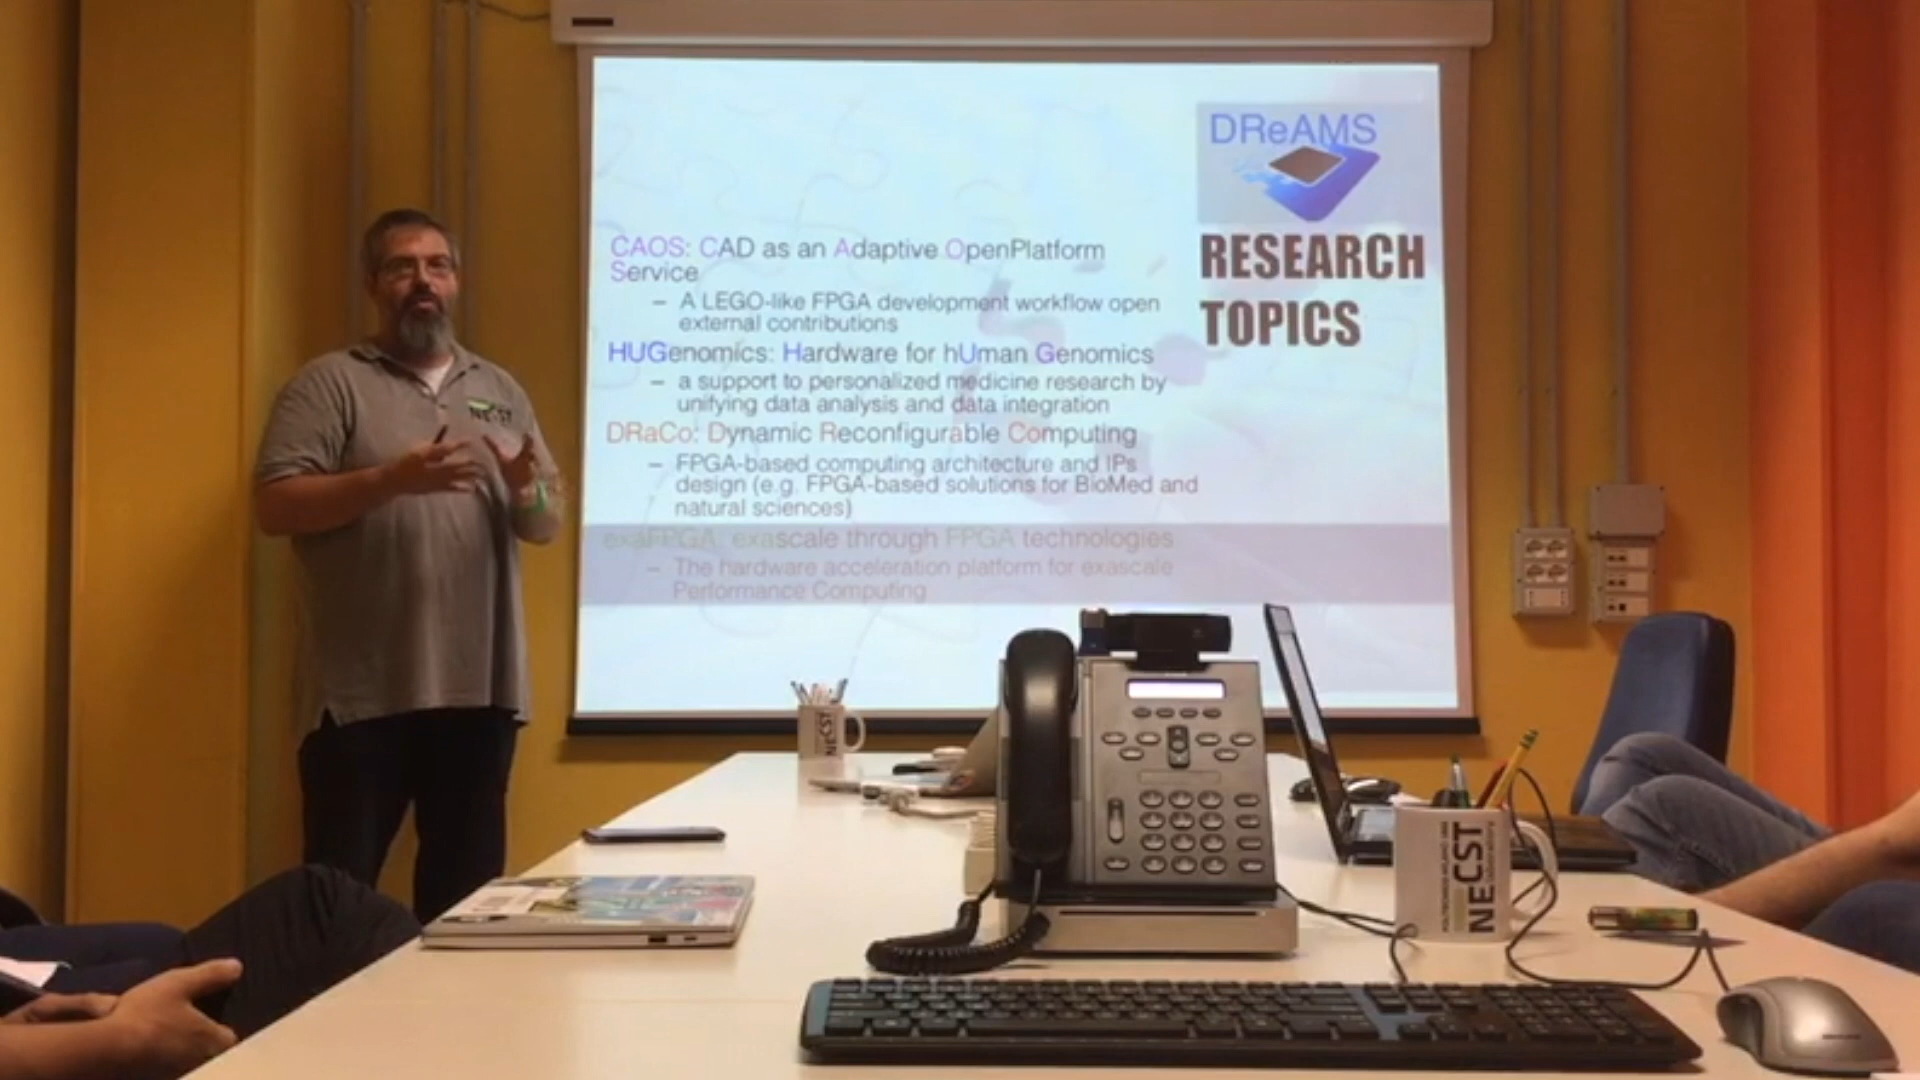 DReAMS
RESEARCH
TOPICS
CAOS: CAD as an Adaptive OpenPlatform
Service
– A LEGO-like FPGA development workflow open
external contributions
HUGenomics: Hardware for hUman Genomics
– a support to personalized medicine research by
unifying data analysis and data integration
DRaCo: Dynamic Reconfigurable Computing
– FPGA-based computing architecture and IPs
design (e.g. FPGA-based solutions for BioMed and
natural sciences)
exaFPGA: exascale through FPGA technologies
– The hardware acceleration platform for exascale
Performance Computing
NECST
NECST
NECST